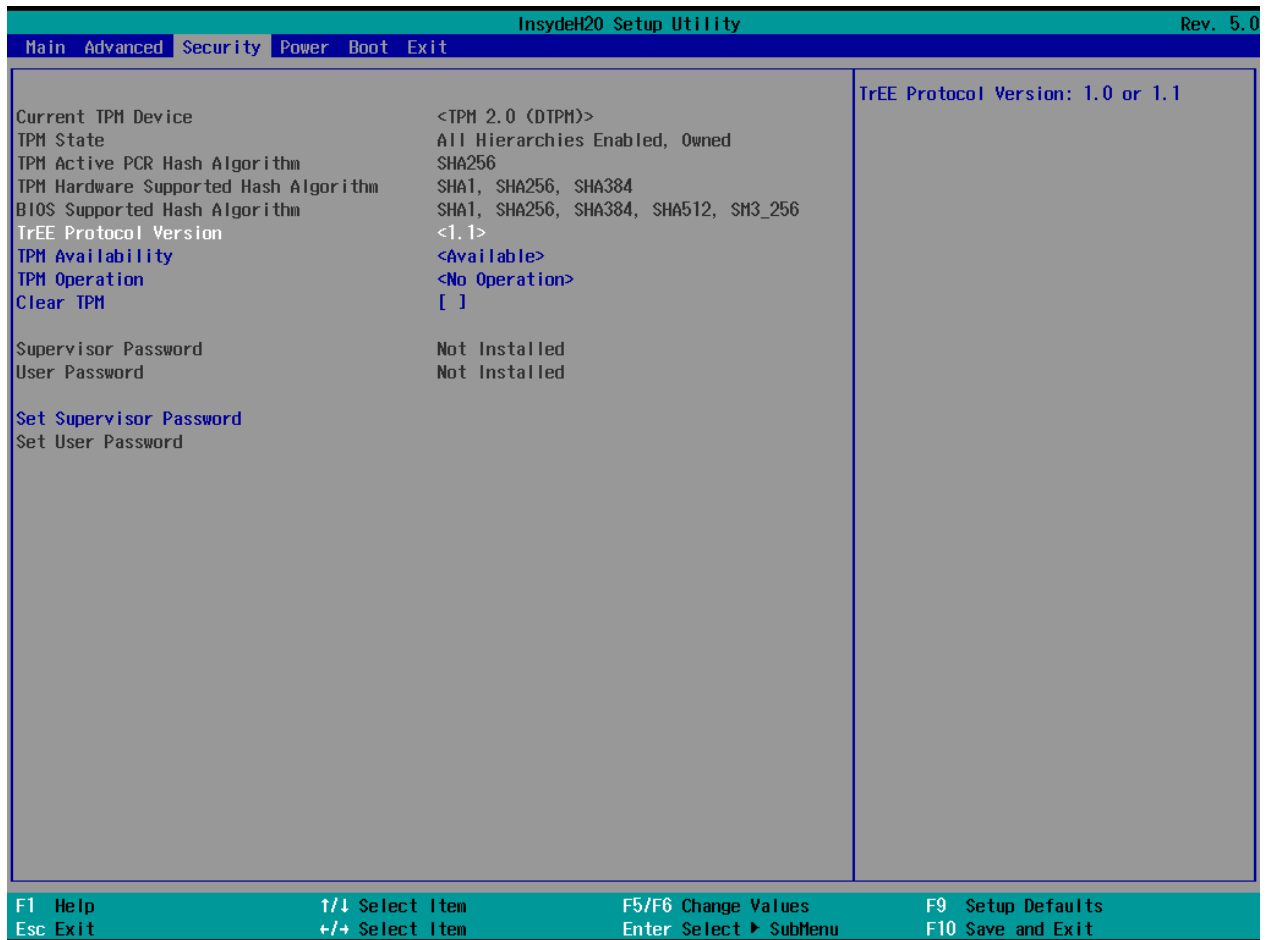 InsydeH20 Setup Utility Rev. 5.0
Main Advanced Security Power Boot Exit
TrEE Protocol Version: 1.0 or 1.1
Current TPM Device <TPM 2.0 (DTPM)>
TPM State All Hierarchies Enabled, Owned
TPM Active PCR Hash Algorithm SHA256
TPM Hardware Supported Hash Algorithm SHA1, SHA256, SHA384
BIOS Supported Hash Algorithm SHA1, SHA256, SHA384, SHA512, SM3_256
TrEE Protocol Version <1.1>
TPM Availability <Available>
TPM Operation <No Operation>
Clear TPM [ ]
Supervisor Password Not Installed
User Password Not Installed
Set Supervisor Password
Set User Password
F1 Help ↑/↓ Select Item F5/F6 Change Values F9 Setup Defaults
Esc Exit ←/→ Select Item Enter Select ▶ SubMenu F10 Save and Exit